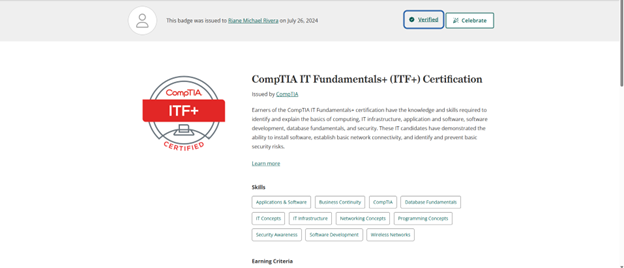 This badge was issued to Riane Michael Rivera on July 26, 2024
Verified
Celebrate
CompTIA
ITF+
CERTIFIED
CompTIA IT Fundamentals+ (ITF+) Certification
Issued by CompTIA
Earners of the CompTIA IT Fundamentals+ certification have the knowledge and skills required to
identify and explain the basics of computing, IT infrastructure, application and software, software
development, database fundamentals, and security. These IT candidates have demonstrated the
ability to install software, establish basic network connectivity, and identify and prevent basic
security risks.
Learn more
Skills
Applications & Software Business Continuity CompTIA Database Fundamentals
IT Concepts IT Infrastructure Networking Concepts Programming Concepts
Security Awareness Software Development Wireless Networks
Earning Criteria